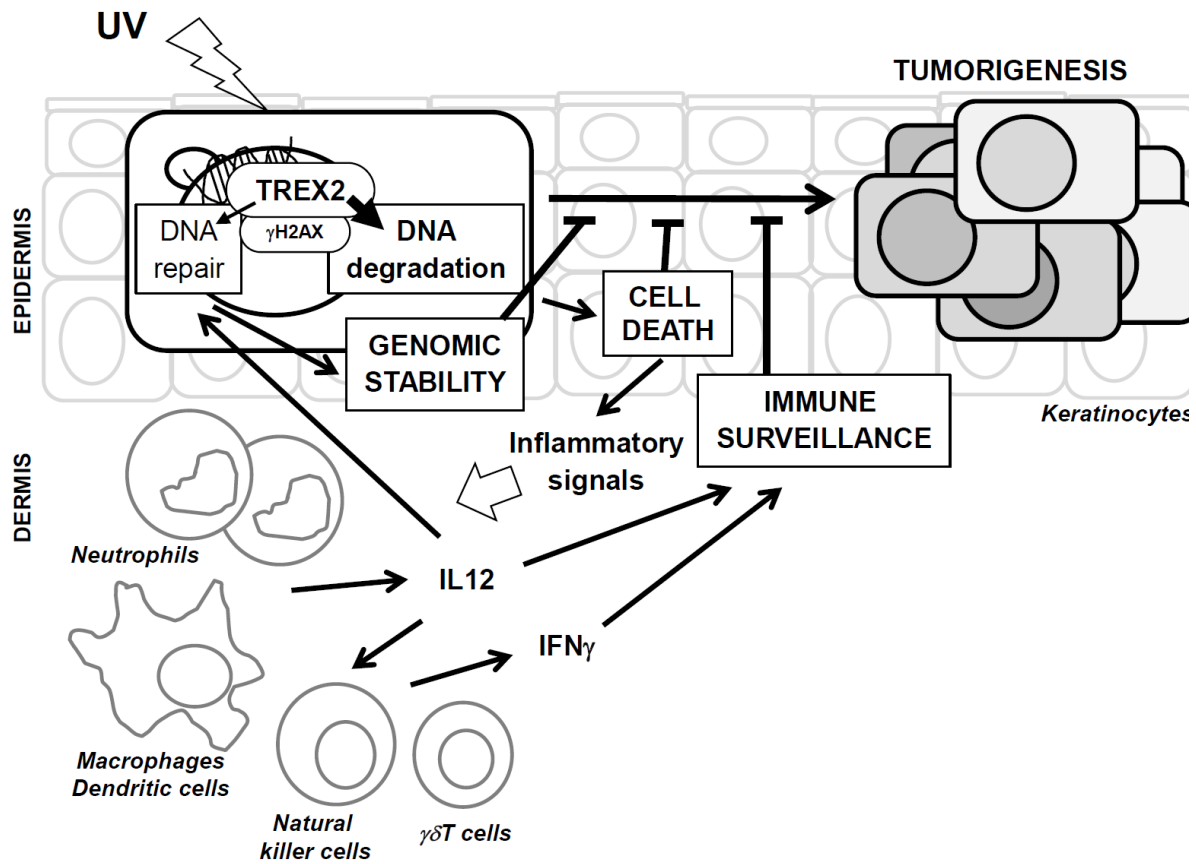 UV
TUMORIGENESIS
TREX2
γH2AX
DNA
repair
DNA
degradation
EPIDERMIS
GENOMIC
STABILITY
CELL
DEATH
IMMUNE
SURVEILLANCE
Keratinocytes
Inflammatory
signals
DERMIS
Neutrophils
IL12
IFNγ
Macrophages
Dendritic cells
Natural
killer cells
γδT cells